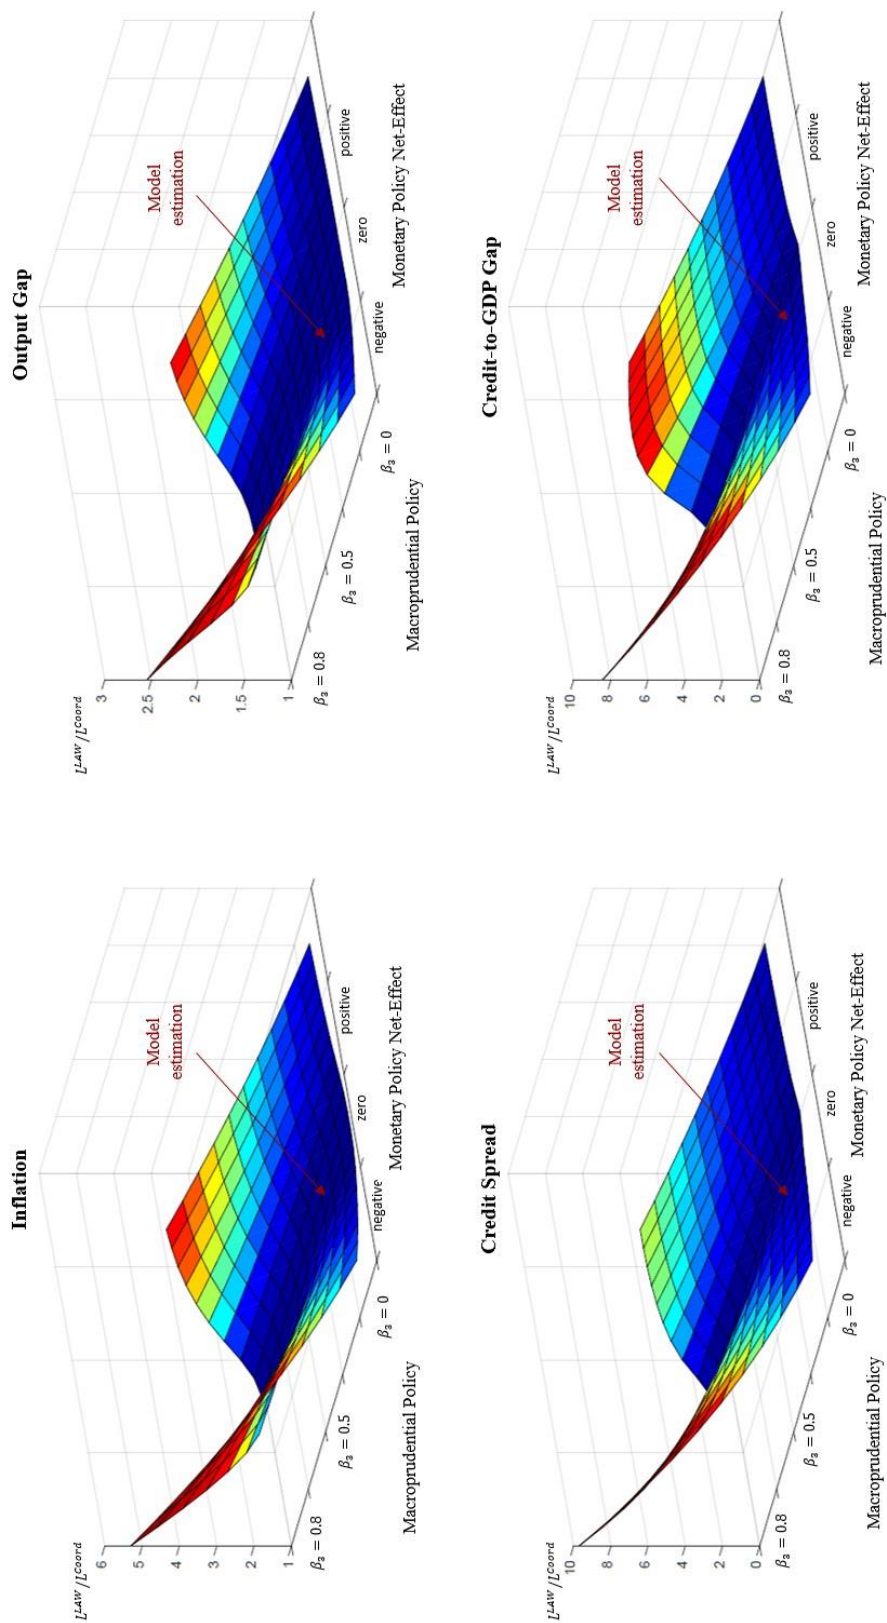 Inflation
L^LAW/L^Coord
6
5
4
3
2
1
Model
estimation
β₃ = 0.8
β₃ = 0.5
β₃ = 0
Macroprudential Policy
negative
zero
positive
Monetary Policy Net-Effect
Output Gap
L^LAW/L^Coord
3
2.5
2
1.5
1
Model
estimation
β₃ = 0.8
β₃ = 0.5
β₃ = 0
Macroprudential Policy
negative
zero
positive
Monetary Policy Net-Effect
Credit Spread
L^LAW/L^Coord
10
8
6
4
2
0
Model
estimation
β₃ = 0.8
β₃ = 0.5
β₃ = 0
Macroprudential Policy
negative
zero
positive
Monetary Policy Net-Effect
Credit-to-GDP Gap
L^LAW/L^Coord
10
8
6
4
2
0
Model
estimation
β₃ = 0.8
β₃ = 0.5
β₃ = 0
Macroprudential Policy
negative
zero
positive
Monetary Policy Net-Effect